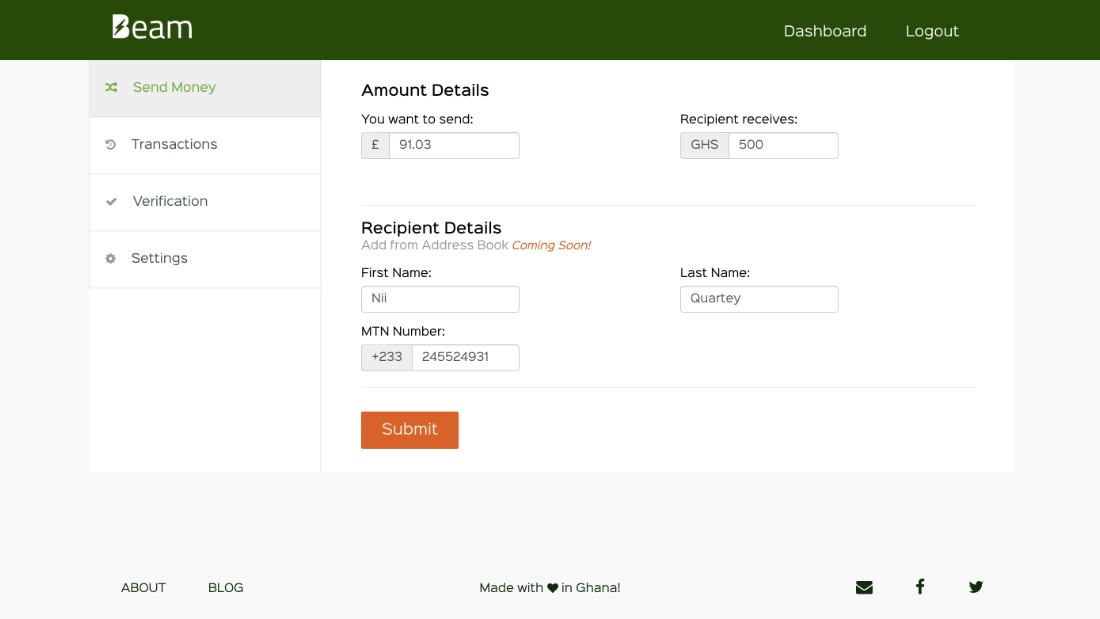 Beam
Dashboard
Logout
Send Money
Transactions
Verification
Settings
Amount Details
You want to send:
Recipient receives:
£ 91.03
GHS 500
Recipient Details
Add from Address Book Coming Soon!
First Name:
Last Name:
Nii
Quartey
MTN Number:
+233 245524931
Submit
ABOUT
BLOG
Made with ♥ in Ghana!